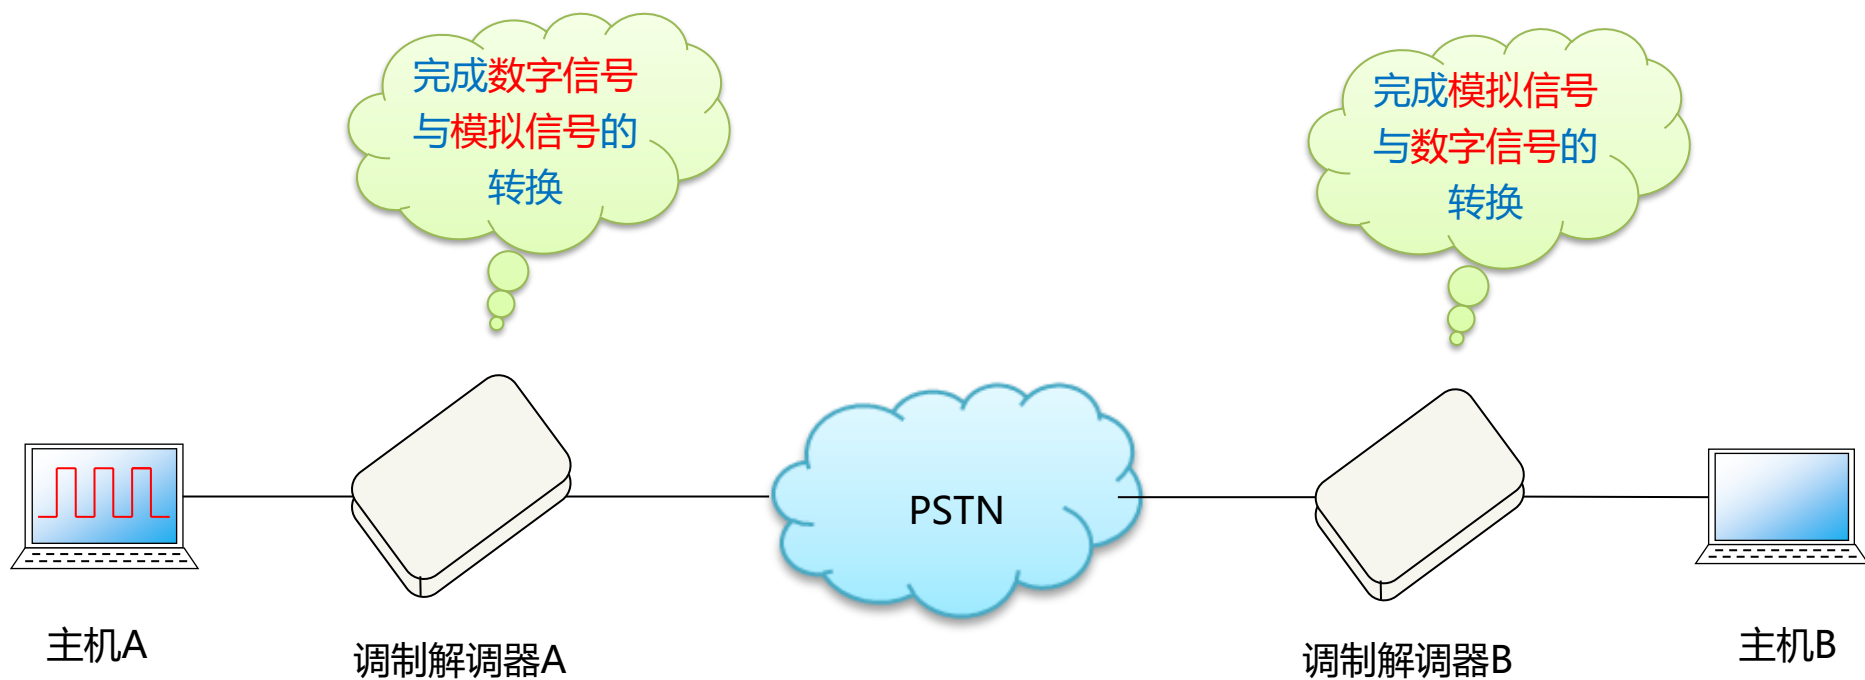 完成数字信号
与模拟信号的
转换
完成模拟信号
与数字信号的
转换
PSTN
主机A
调制解调器A
调制解调器B
主机B